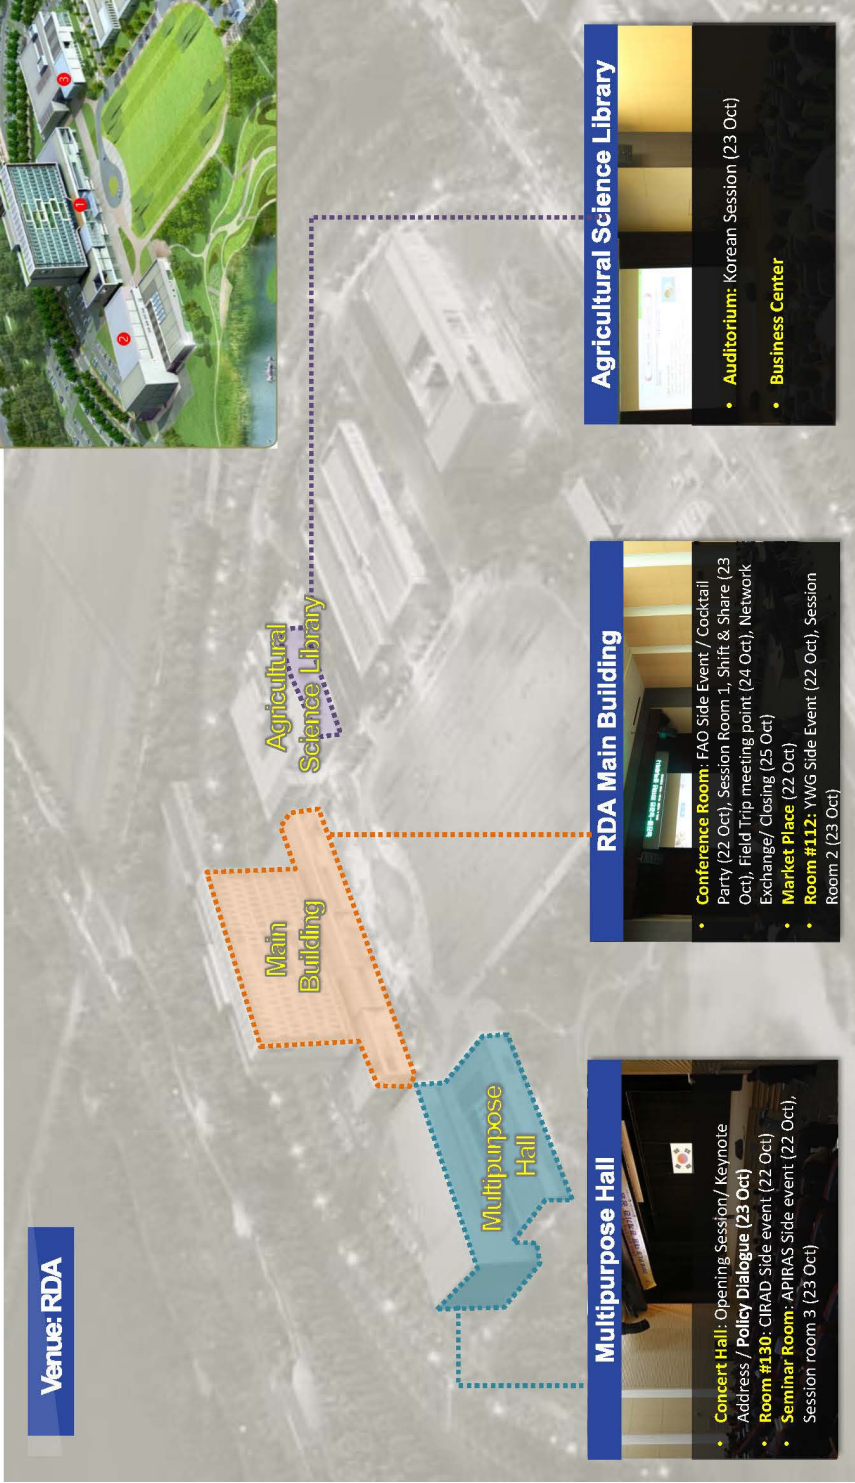 Venue: RDA
3
1
2
Agricultural
Science Library
Main
Building
Multipurpose
Hall
Multipurpose Hall
• Concert Hall: Opening Session/ Keynote
Address / Policy Dialogue (23 Oct)
• Room #130: CIRAD Side event (22 Oct)
• Seminar Room: APIRAS Side event (22 Oct),
Session room 3 (23 Oct)
RDA Main Building
• Conference Room: FAO Side Event / Cocktail
Party (22 Oct), Session Room 1, Shift & Share (23
Oct), Field Trip meeting point (24 Oct), Network
Exchange/ Closing (25 Oct)
• Market Place (22 Oct)
• Room #112: YWG Side Event (22 Oct), Session
Room 2 (23 Oct)
Agricultural Science Library
• Auditorium: Korean Session (23 Oct)
• Business Center